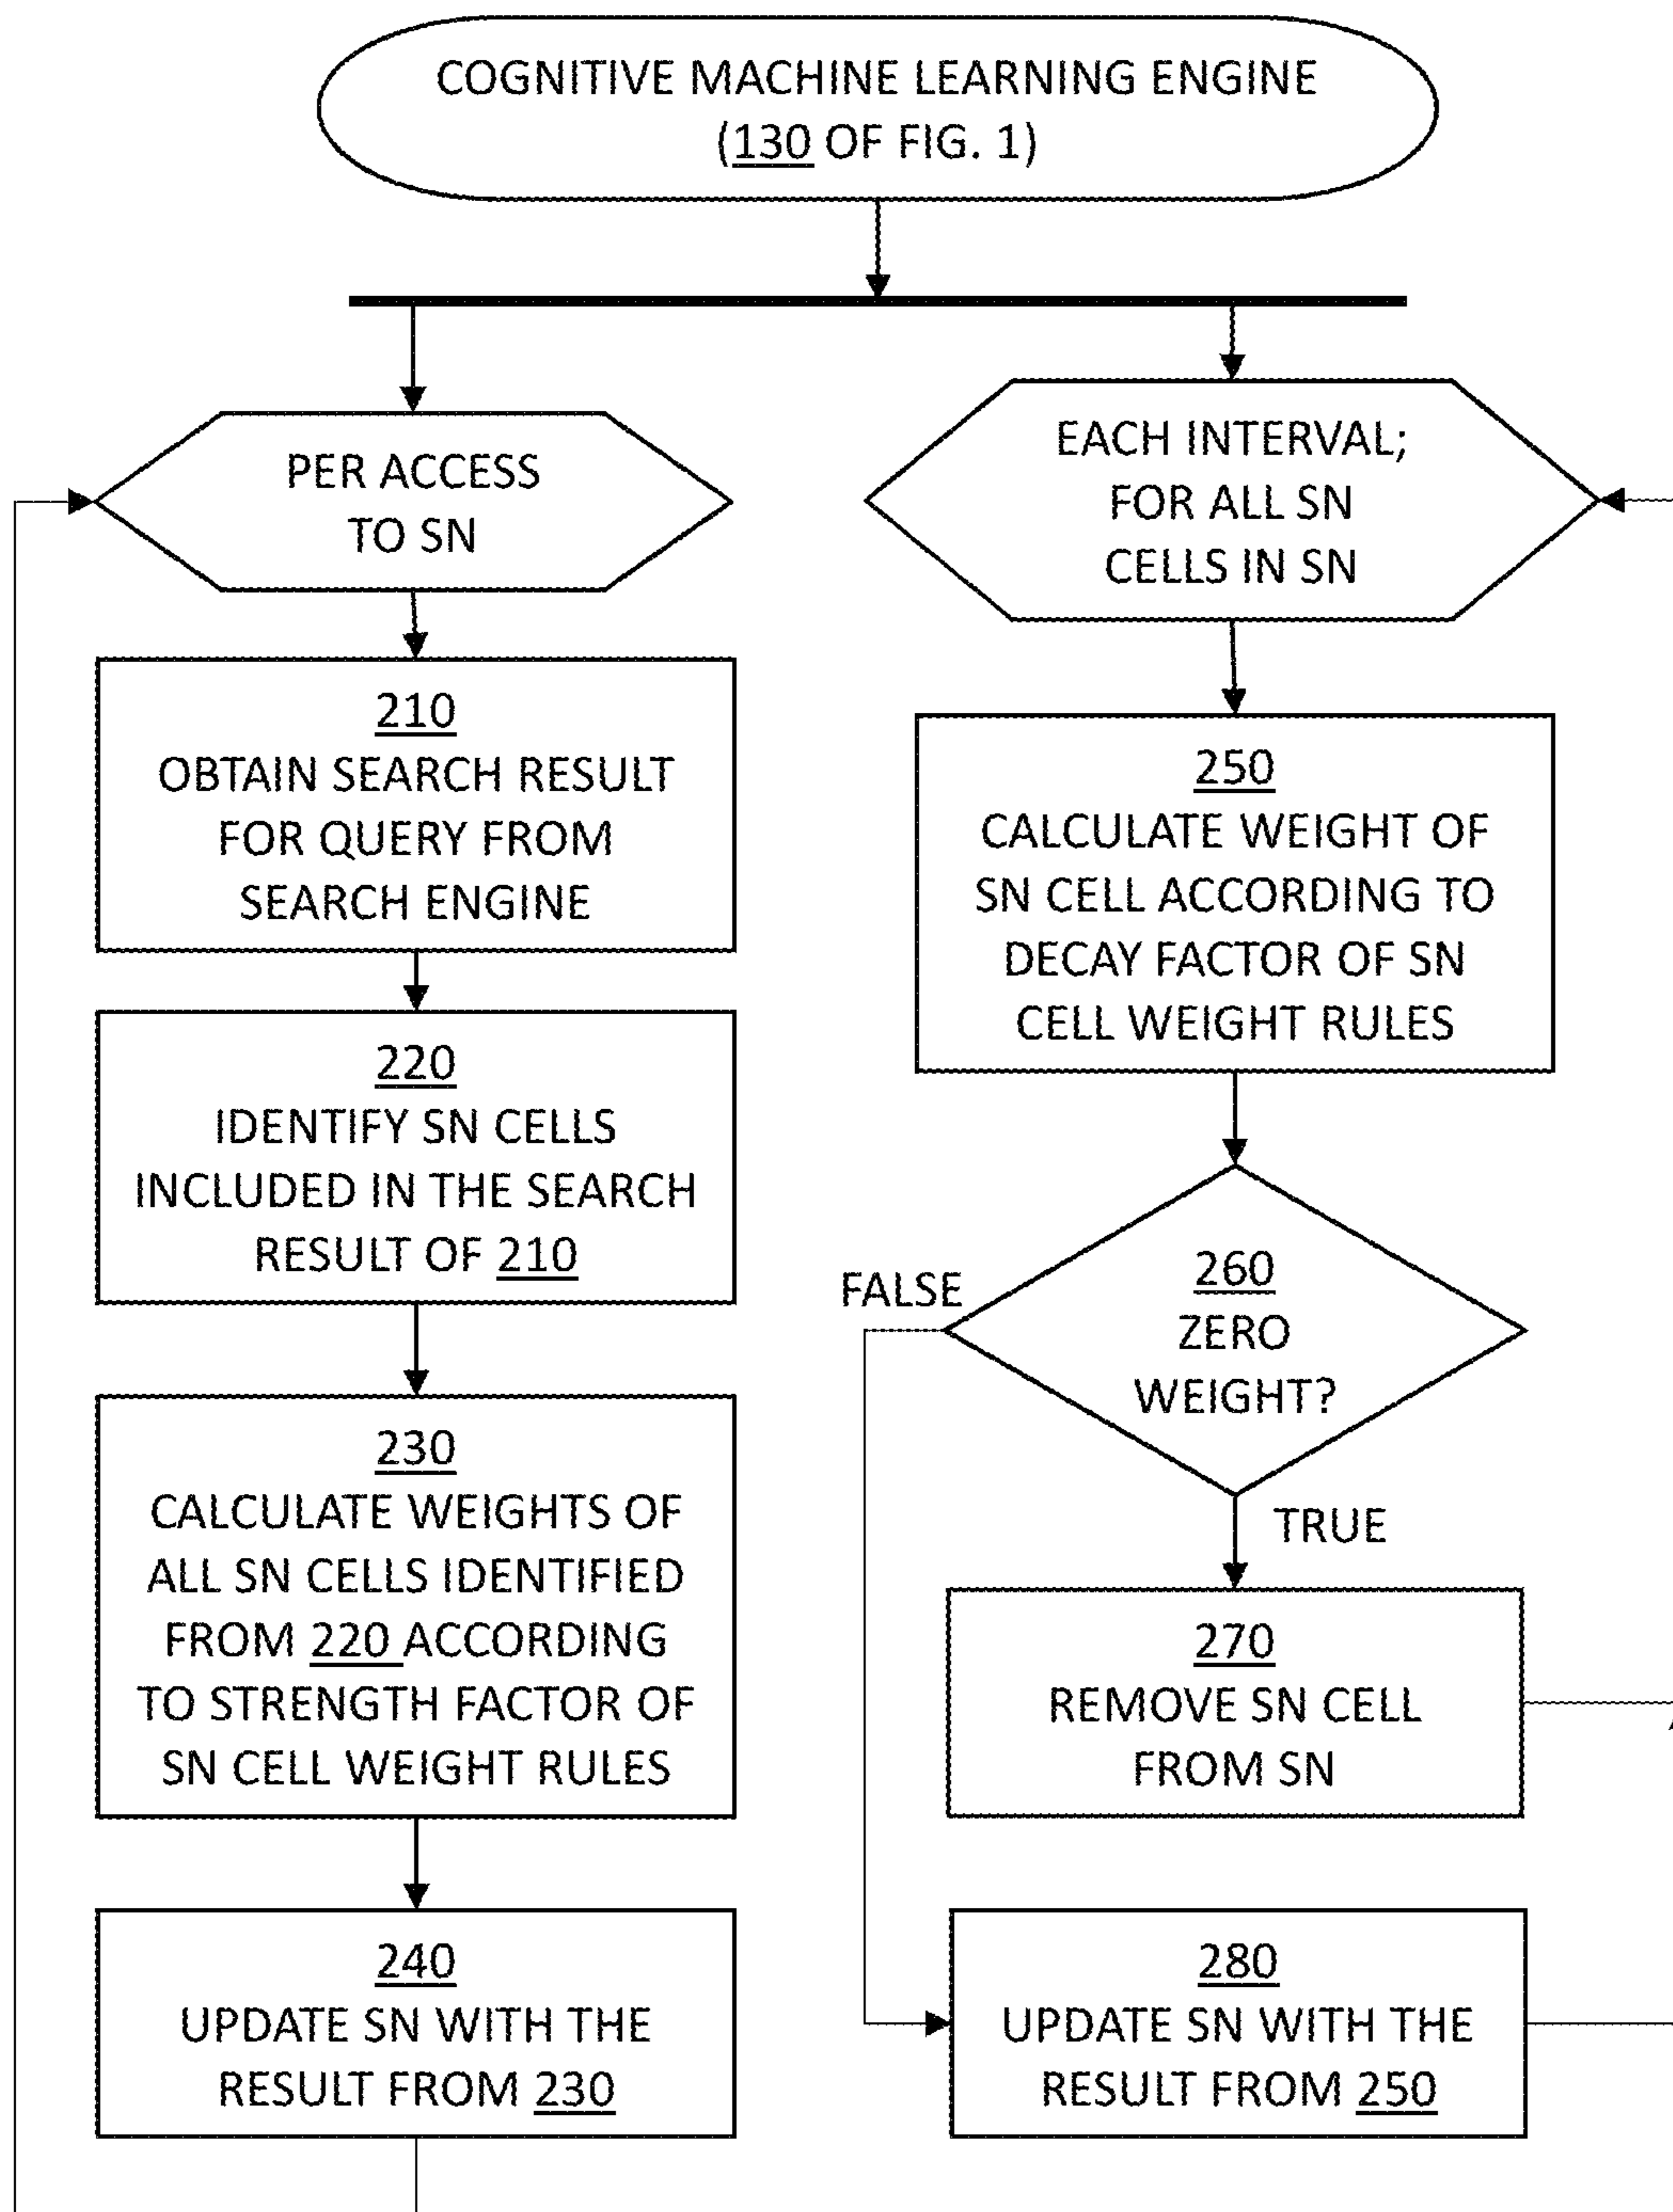 COGNITIVE MACHINE LEARNING ENGINE
(130 OF FIG. 1)
PER ACCESS
TO SN
210
OBTAIN SEARCH RESULT
FOR QUERY FROM
SEARCH ENGINE
220
IDENTIFY SN CELLS
INCLUDED IN THE SEARCH
RESULT OF 210
230
CALCULATE WEIGHTS OF
ALL SN CELLS IDENTIFIED
FROM 220 ACCORDING
TO STRENGTH FACTOR OF
SN CELL WEIGHT RULES
240
UPDATE SN WITH THE
RESULT FROM 230
EACH INTERVAL;
FOR ALL SN
CELLS IN SN
250
CALCULATE WEIGHT OF
SN CELL ACCORDING TO
DECAY FACTOR OF SN
CELL WEIGHT RULES
260
ZERO
WEIGHT?
FALSE
TRUE
270
REMOVE SN CELL
FROM SN
280
UPDATE SN WITH THE
RESULT FROM 250